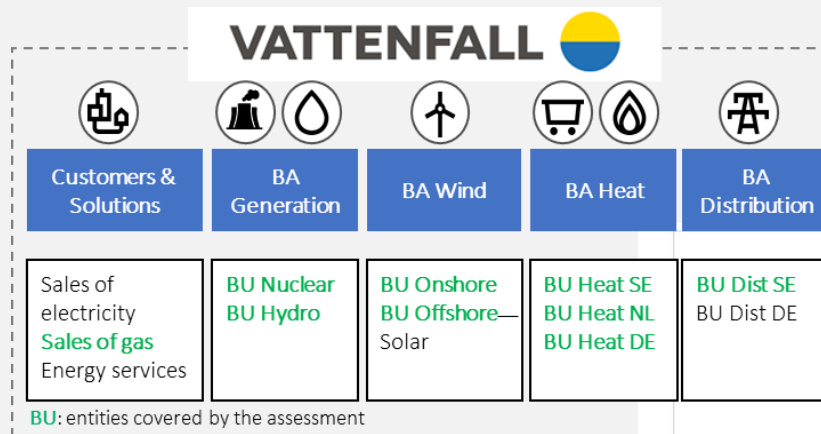 VATTENFALL
Customers &
Solutions
BA
Generation
BA Wind
BA Heat
BA
Distribution
Sales of
electricity
Sales of gas
Energy services
BU Nuclear
BU Hydro
BU Onshore
BU Offshore—
Solar
BU Heat SE
BU Heat NL
BU Heat DE
BU Dist SE
BU Dist DE
BU: entities covered by the assessment